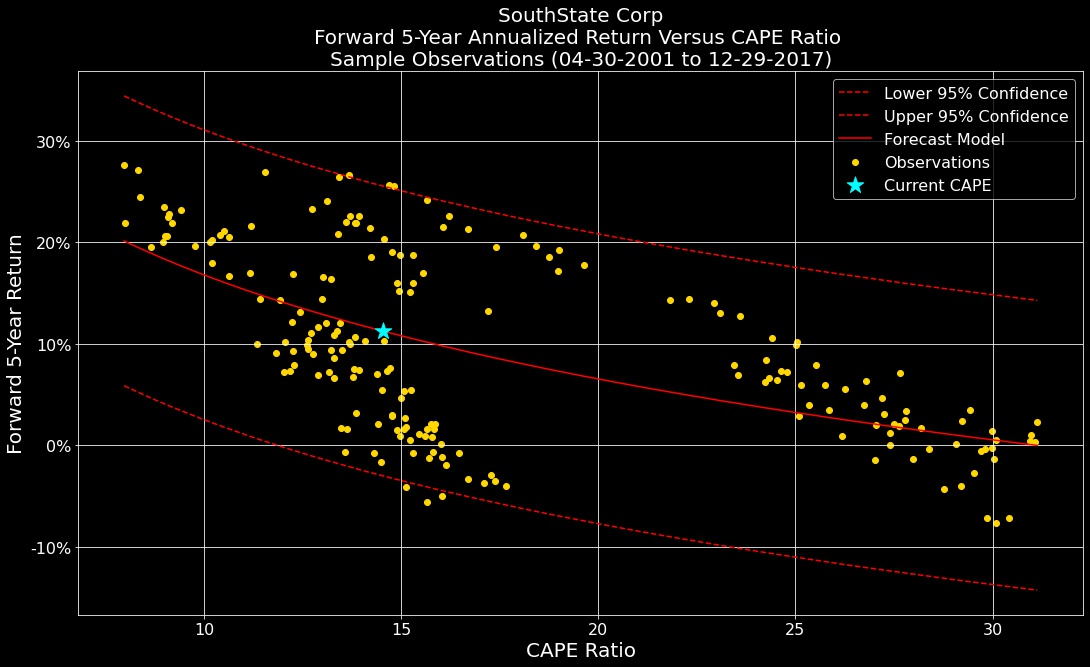 SouthState Corp
Forward 5-Year Annualized Return Versus CAPE Ratio
Sample Observations (04-30-2001 to 12-29-2017)
Lower 95% Confidence
Upper 95% Confidence
Forecast Model
Observations
Current CAPE
Forward 5-Year Return
30%
20%
10%
0%
-10%
10
15
20
25
30
CAPE Ratio